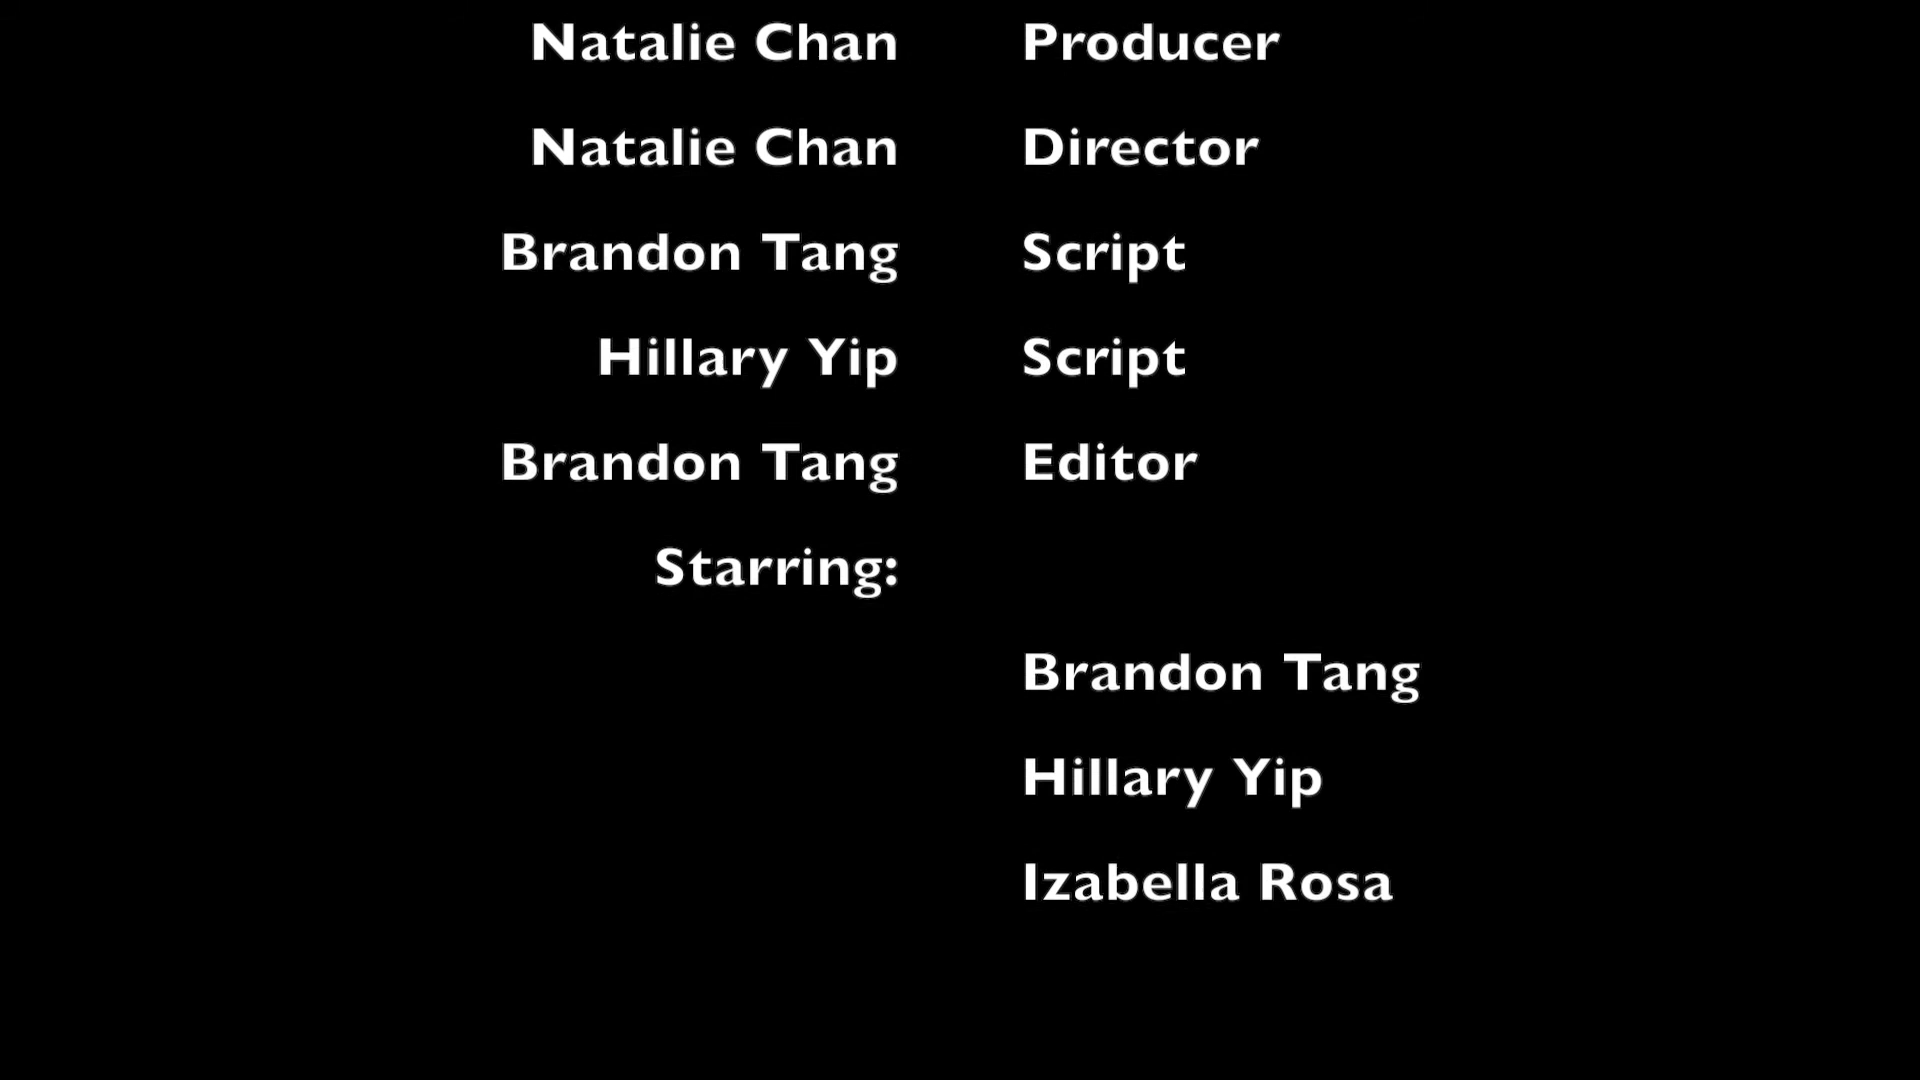 Natalie Chan Producer
Natalie Chan Director
Brandon Tang Script
Hillary Yip Script
Brandon Tang Editor
Starring:
Brandon Tang
Hillary Yip
Izabella Rosa